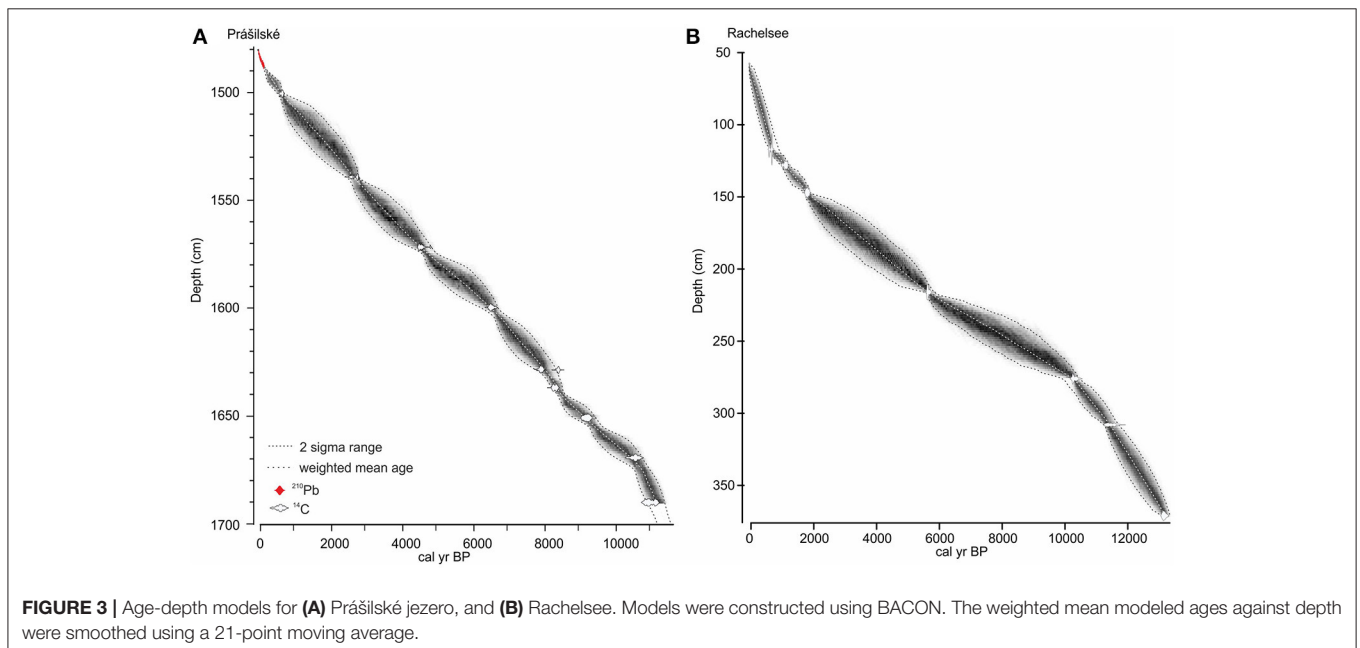 A Prášilské
1500
1550
1600
1650
1700
Depth (cm)
0 2000 4000 6000 8000 10000
cal yr BP
2 sigma range
weighted mean age
210Pb
14C
B Rachelsee
50
100
150
200
250
300
350
Depth (cm)
0 2000 4000 6000 8000 10000 12000
cal yr BP
FIGURE 3 | Age-depth models for (A) Prášilské jezero, and (B) Rachelsee. Models were constructed using BACON. The weighted mean modeled ages against depth
were smoothed using a 21-point moving average.